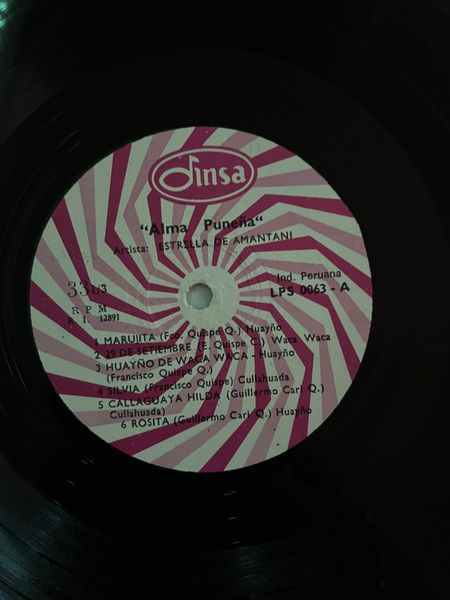 dinsa
"Alma Puneña"
Artista: ESTRELLA DE AMANTANI
33 1/3
R P M
R. I. 12891
Ind. Peruana
LPS 0063 - A
1 MARUJITA (Fco. Quispe Q.) Huayño
2 - 29 DE SETIEMBRE (E. Quispe C.) Waca Waca
3 HUAYÑO DE WACA WACA - Huayño
(Francisco Quispe Q.)
4 SILVIA (Francisco Quispe) Cullahuada
5 CALLAGUAYA HILDA (Guillermo Cari Q.)
Cullahuada)
6 ROSITA (Guillermo Cari Q.) Huayño